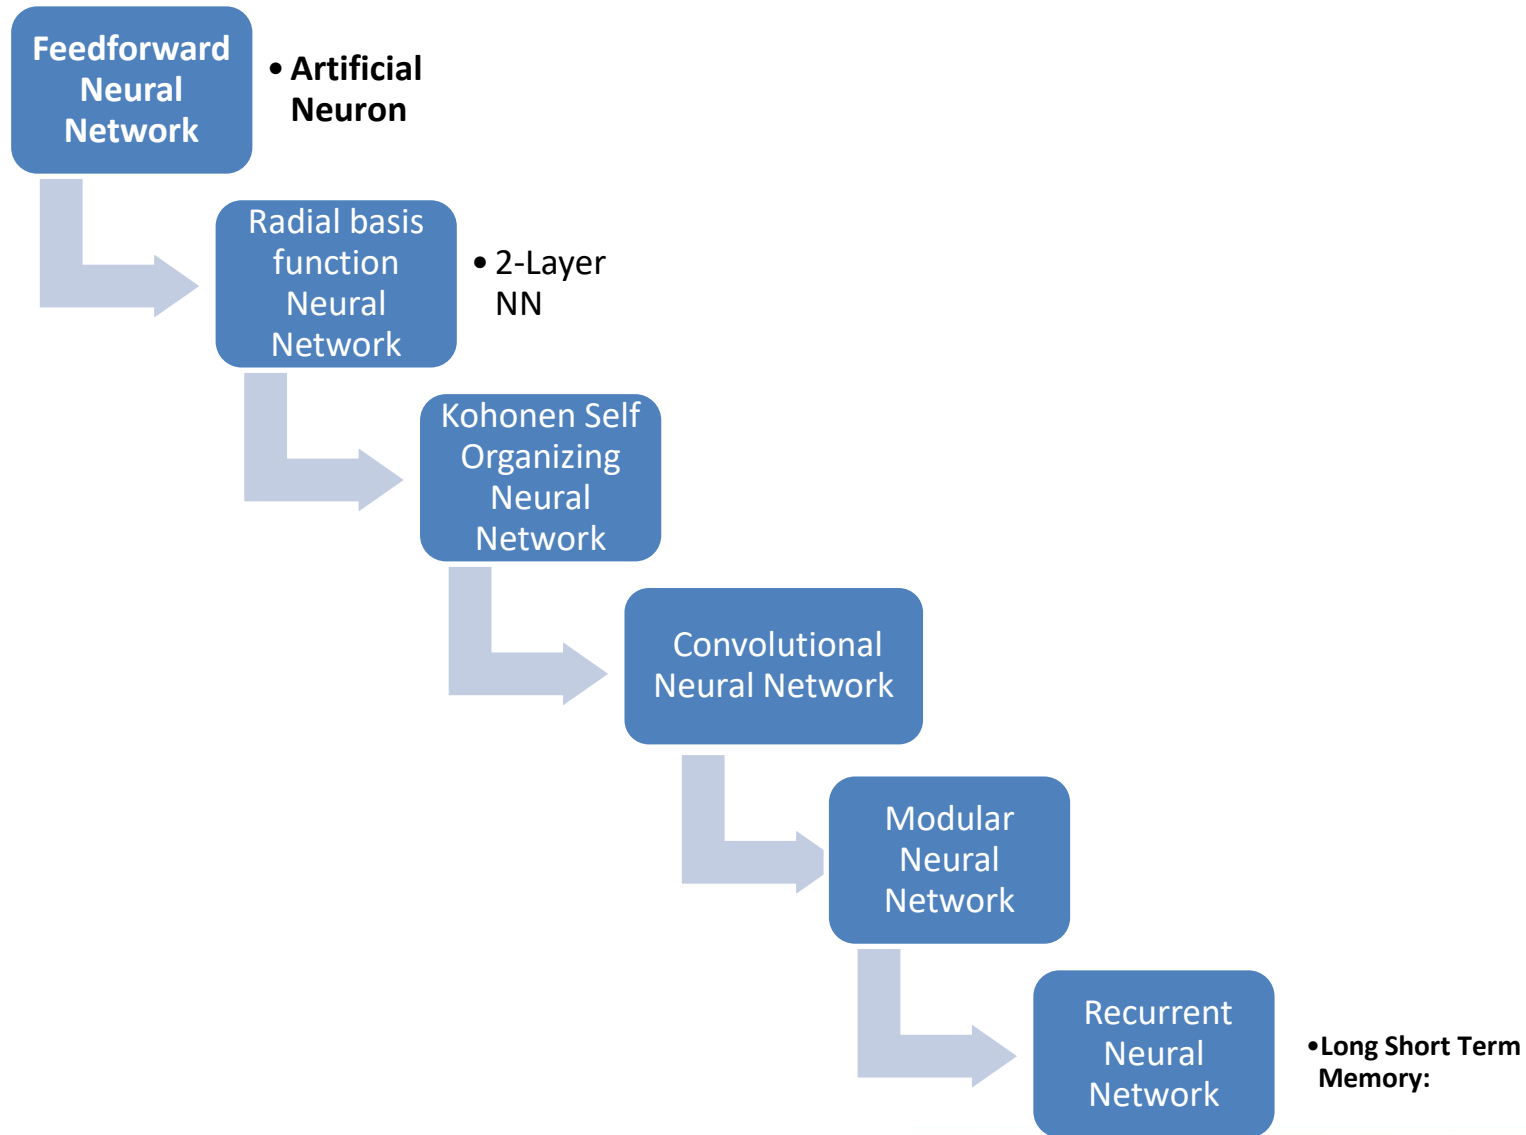 Feedforward
Neural
Network
• Artificial
Neuron
Radial basis
function
Neural
Network
• 2-Layer
NN
Kohonen Self
Organizing
Neural
Network
Convolutional
Neural Network
Modular
Neural
Network
Recurrent
Neural
Network
•Long Short Term
Memory: